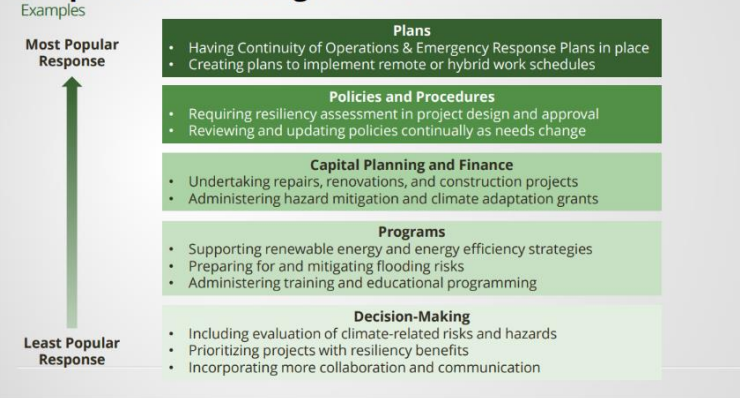 Examples
Most Popular
Response
Plans
• Having Continuity of Operations & Emergency Response Plans in place
• Creating plans to implement remote or hybrid work schedules
Policies and Procedures
• Requiring resiliency assessment in project design and approval
• Reviewing and updating policies continually as needs change
Capital Planning and Finance
• Undertaking repairs, renovations, and construction projects
• Administering hazard mitigation and climate adaptation grants
Programs
• Supporting renewable energy and energy efficiency strategies
• Preparing for and mitigating flooding risks
• Administering training and educational programming
Decision-Making
• Including evaluation of climate-related risks and hazards
• Prioritizing projects with resiliency benefits
• Incorporating more collaboration and communication
Least Popular
Response